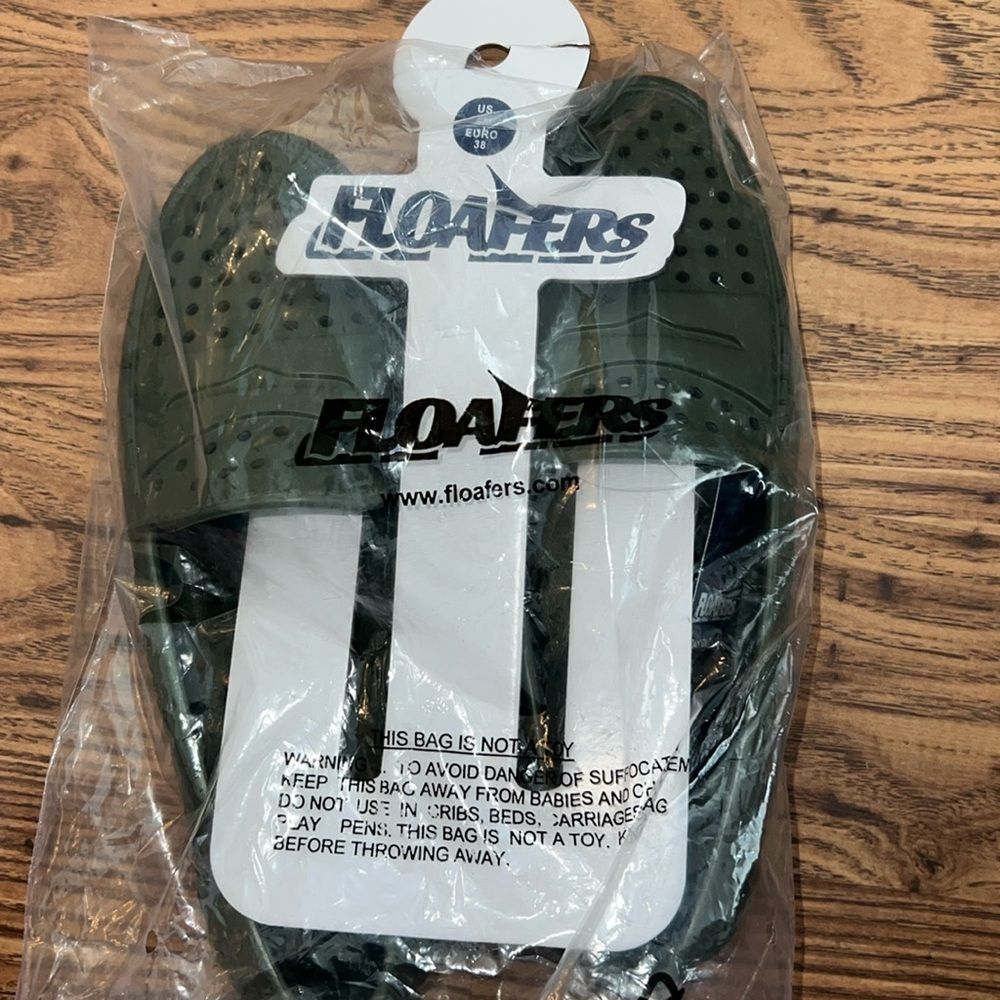 US
EURO
38
FLOAFERS
FLOAFERS
www.floafers.com
FLOAFERS
THIS BAG IS NOT A TOY
WARNING TO AVOID DANGER OF SUFFOCATE
KEEP THIS BAG AWAY FROM BABIES AND
DO NOT USE IN CRIBS, BEDS, CARRIAGES
PLAY PENS. THIS BAG IS NOT A TOY.
BEFORE THROWING AWAY.